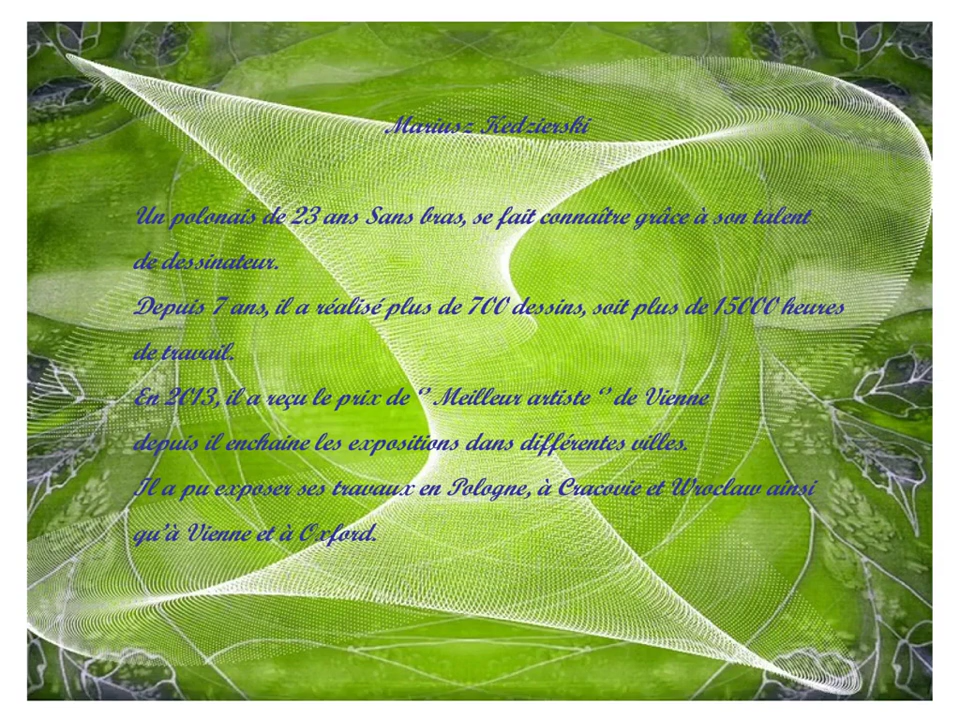 Mariusz Kedzierski
Un polonais de 23 ans Sans bras, se fait connaître grâce à son talent
de dessinateur.
Depuis 7 ans, il a réalisé plus de 700 dessins, soit plus de 15000 heures
de travail.
En 2013, il a reçu le prix de ‘’ Meilleur artiste ‘’ de Vienne
depuis il enchaine les expositions dans différentes villes.
Il a pu exposer ses travaux en Pologne, à Cracovie et Wroclaw ainsi
qu’à Vienne et à Oxford.